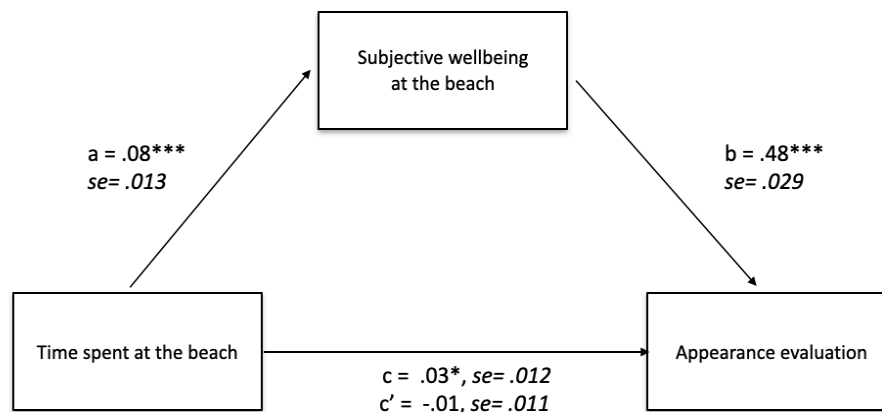 Subjective wellbeing
at the beach
a = .08***
se= .013
b = .48***
se= .029
Time spent at the beach
Appearance evaluation
c =  .03*, se= .012
c’ =  -.01, se= .011